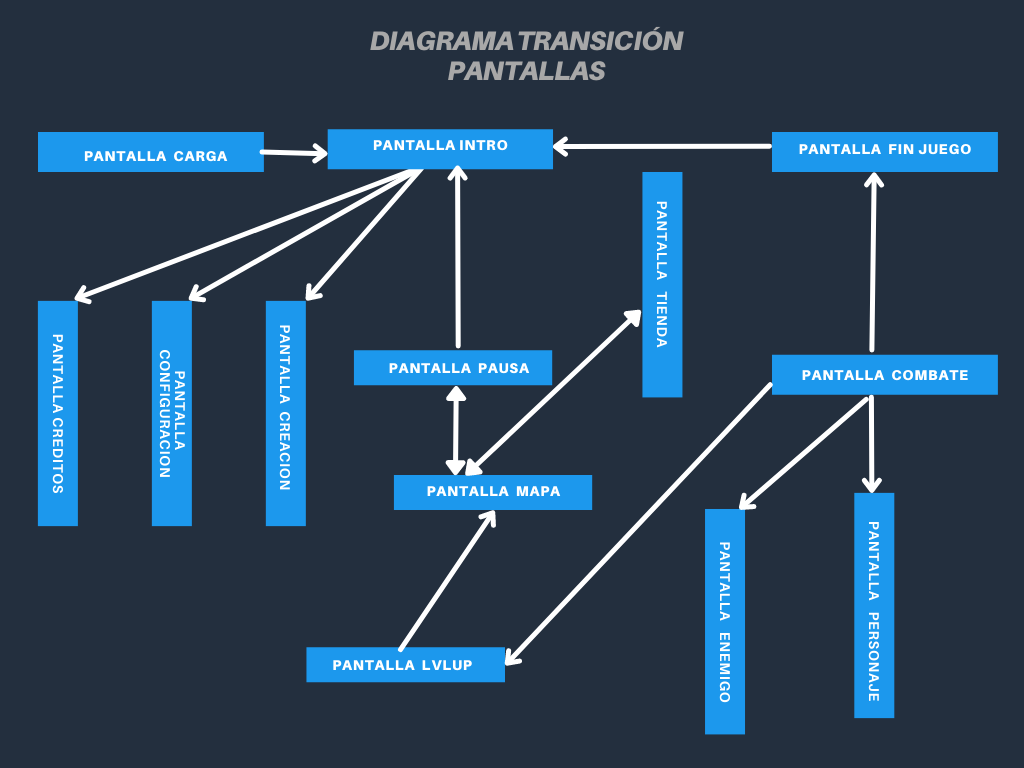 DIAGRAMA TRANSICIÓN
PANTALLAS
PANTALLA CARGA
PANTALLA INTRO
PANTALLA FIN JUEGO
PANTALLA TIENDA
PANTALLA CREDITOS
PANTALLA
CONFIGURACION
PANTALLA CREACION
PANTALLA PAUSA
PANTALLA COMBATE
PANTALLA MAPA
PANTALLA ENEMIGO
PANTALLA PERSONAJE
PANTALLA LVLUP